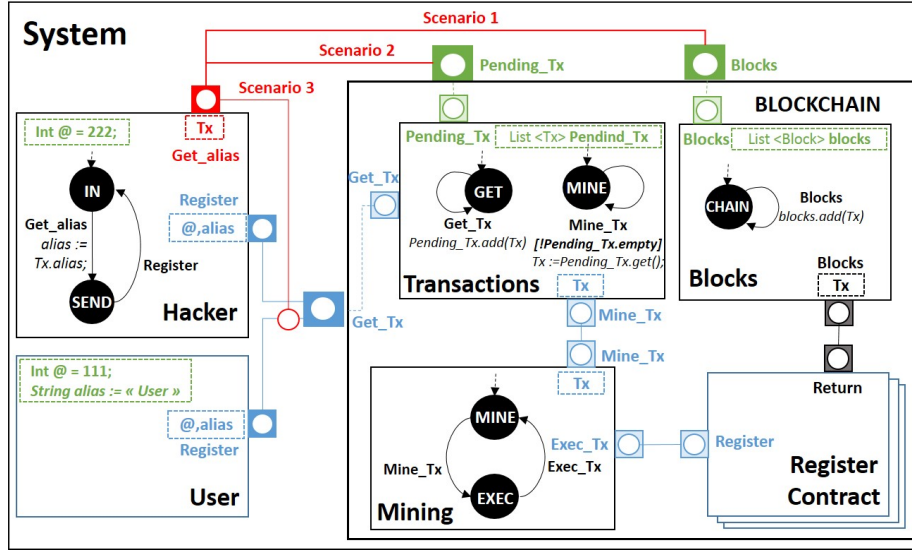 System
Scenario 1
Scenario 2
Scenario 3
Pending_Tx
Blocks
BLOCKCHAIN
Int @ = 222;
Tx
Get_alias
IN
Get_alias
alias :=
Tx.alias;
Register
SEND
Hacker
Register
@,alias
Get_Tx
Get_Tx
Pending_Tx
List <Tx> Pendind_Tx
GET
MINE
Get_Tx
Pending_Tx.add(Tx)
Mine_Tx
[!Pending_Tx.empty]
Tx :=Pending_Tx.get();
Transactions
Tx
Mine_Tx
Blocks
List <Block> blocks
CHAIN
Blocks
blocks.add(Tx)
Blocks
Blocks
Tx
Int @ = 111;
String alias := « User »
@,alias
Register
User
Mine_Tx
Tx
MINE
Mine_Tx
Exec_Tx
EXEC
Mining
Exec_Tx
Register
Return
Register
Contract